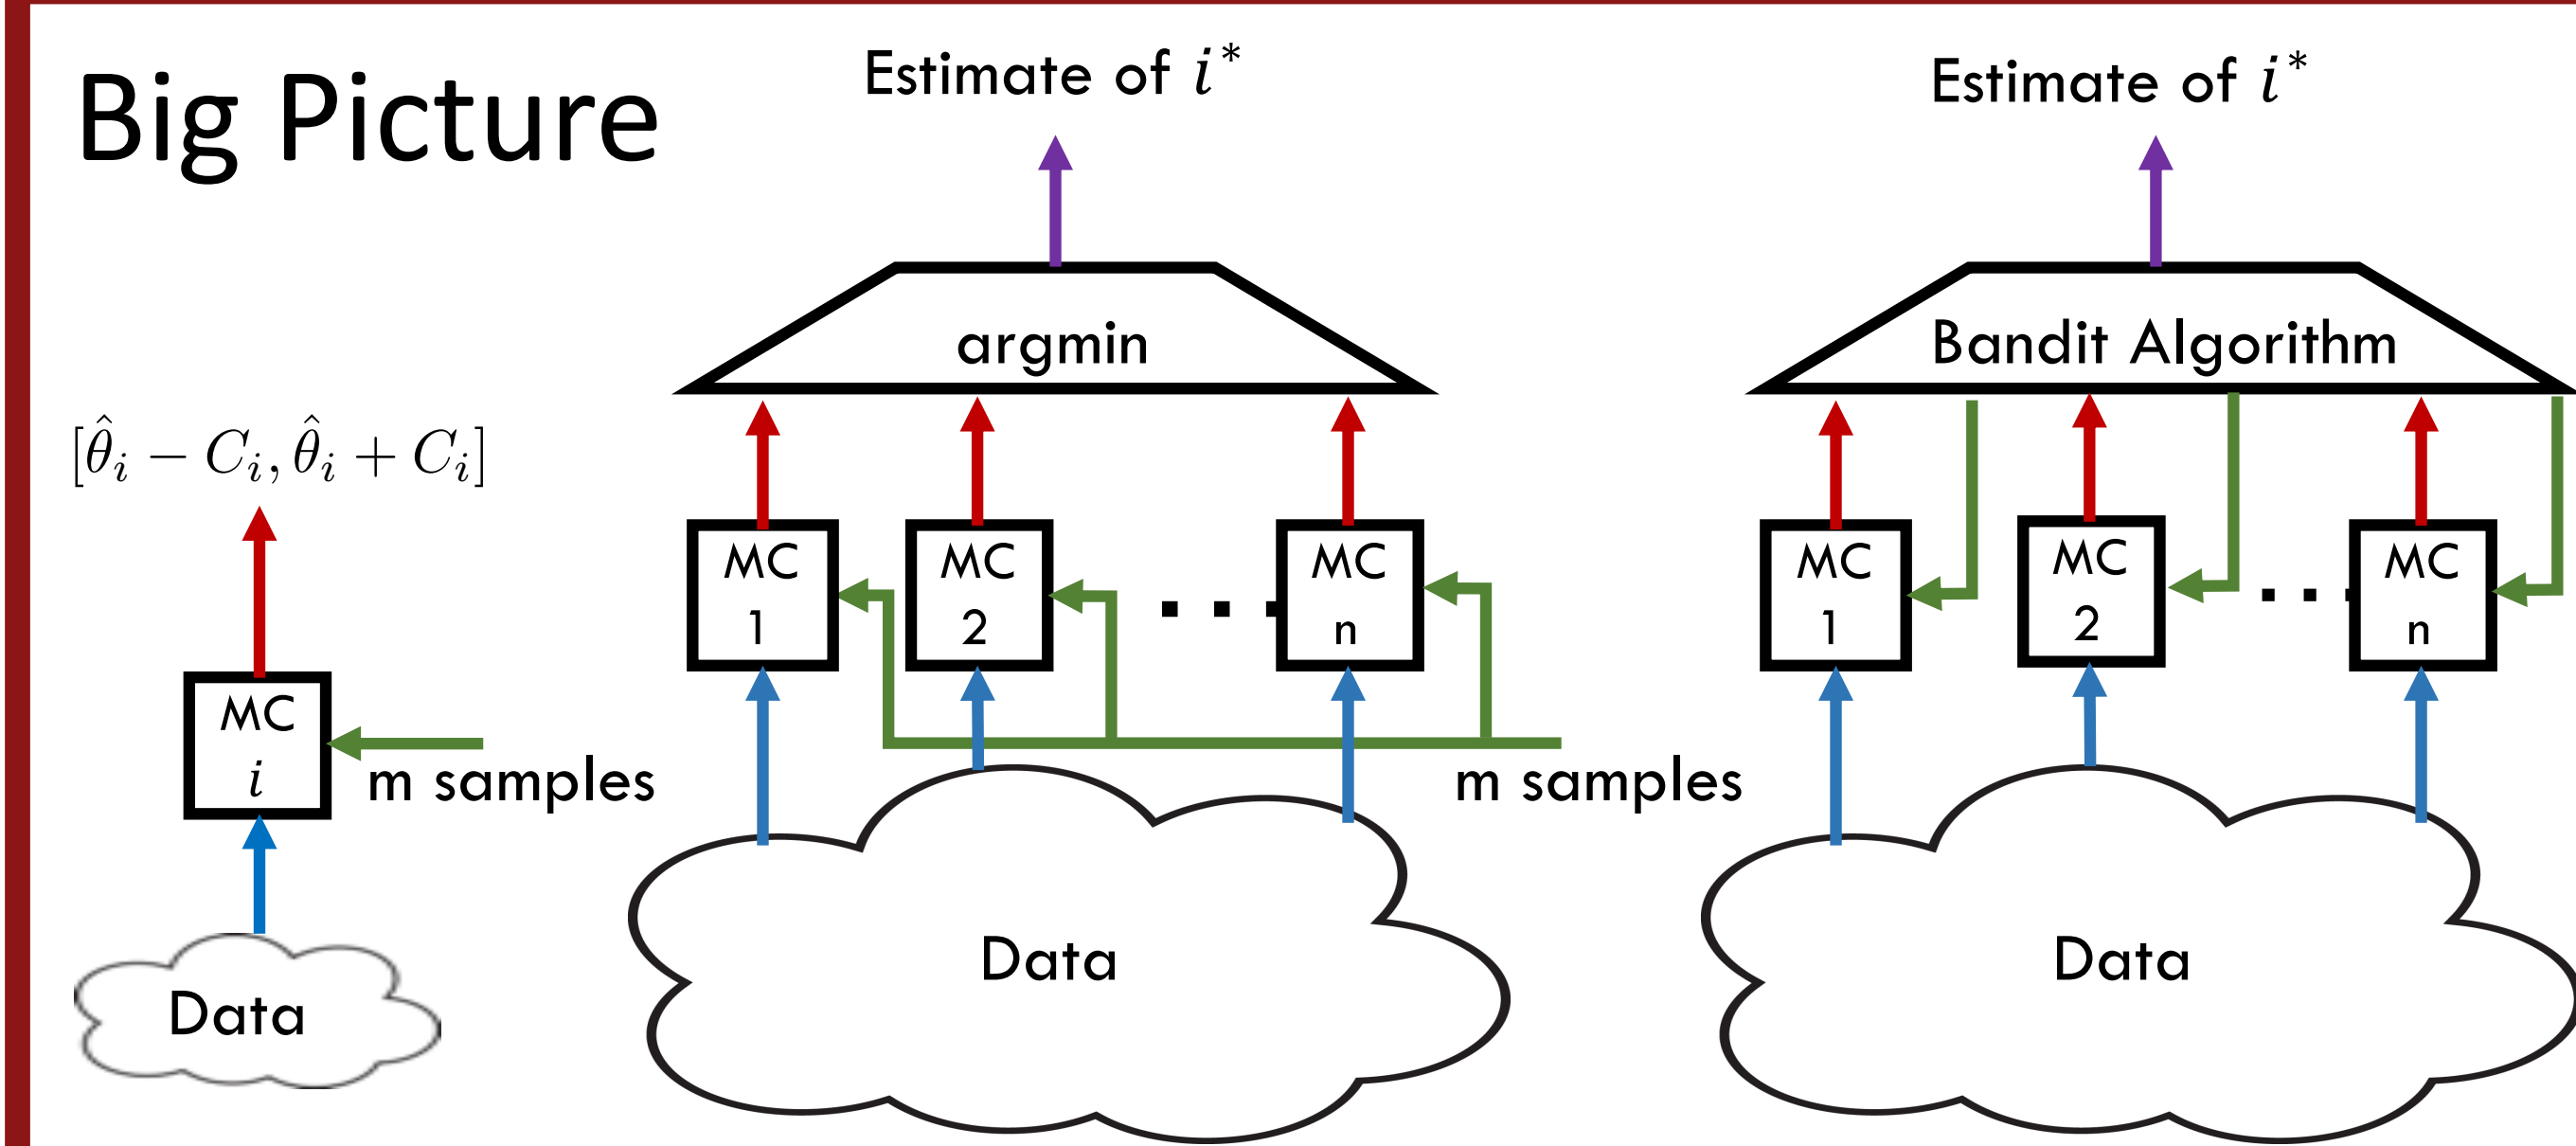 Big Picture
[θ̂ᵢ − Cᵢ, θ̂ᵢ + Cᵢ]
MC
i
m samples
Data
Estimate of i*
argmin
MC
1
MC
2
...
MC
n
m samples
Data
Estimate of i*
Bandit Algorithm
MC
1
MC
2
...
MC
n
Data